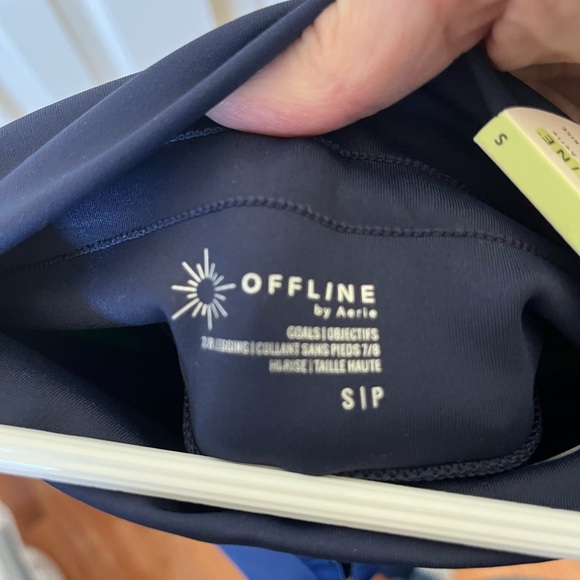 OFFLINE
by Aerie
GOALS | OBJECTIFS
7/8 LEGGING | COLLANT SANS PIEDS 7/8
HI-RISE | TAILLE HAUTE
S|P
S